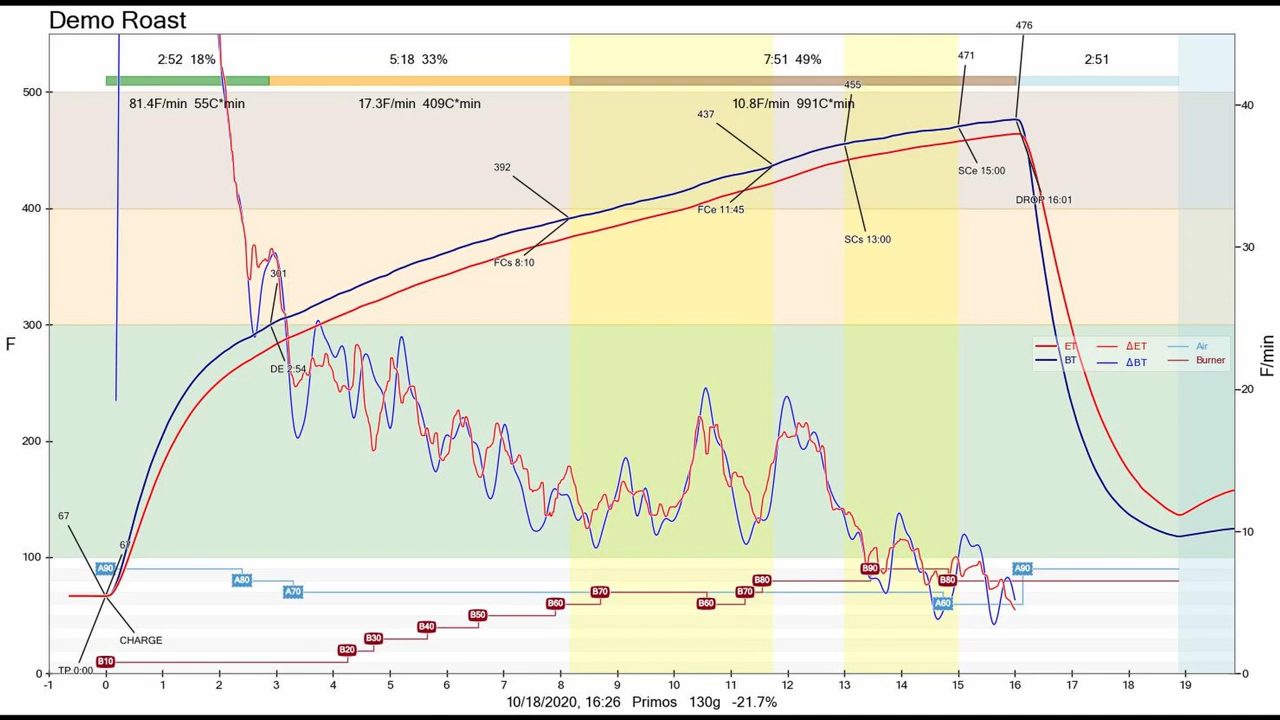 Demo Roast
476
2:52 18%
5:18 33%
7:51 49%
471
2:51
455
500
81.4F/min 55C*min
17.3F/min 409C*min
10.8F/min 991C*min
40
437
392
SCe 15:00
400
FCe 11:45
DROP 16:01
SCs 13:00
30
FCs 8:10
301
300
F
ET
ΔET
Air
F/min
BT
ΔBT
Burner
DE 2:54
20
200
67
67
100
10
A90
A80
A70
B70
B70
B80
B90
B80
A90
B60
B60
A60
B50
B40
B30
B20
B10
CHARGE
TP 0:00
0
0
-1 0 1 2 3 4 5 6 7 8 9 10 11 12 13 14 15 16 17 18 19
10/18/2020, 16:26 Primos 130g -21.7%